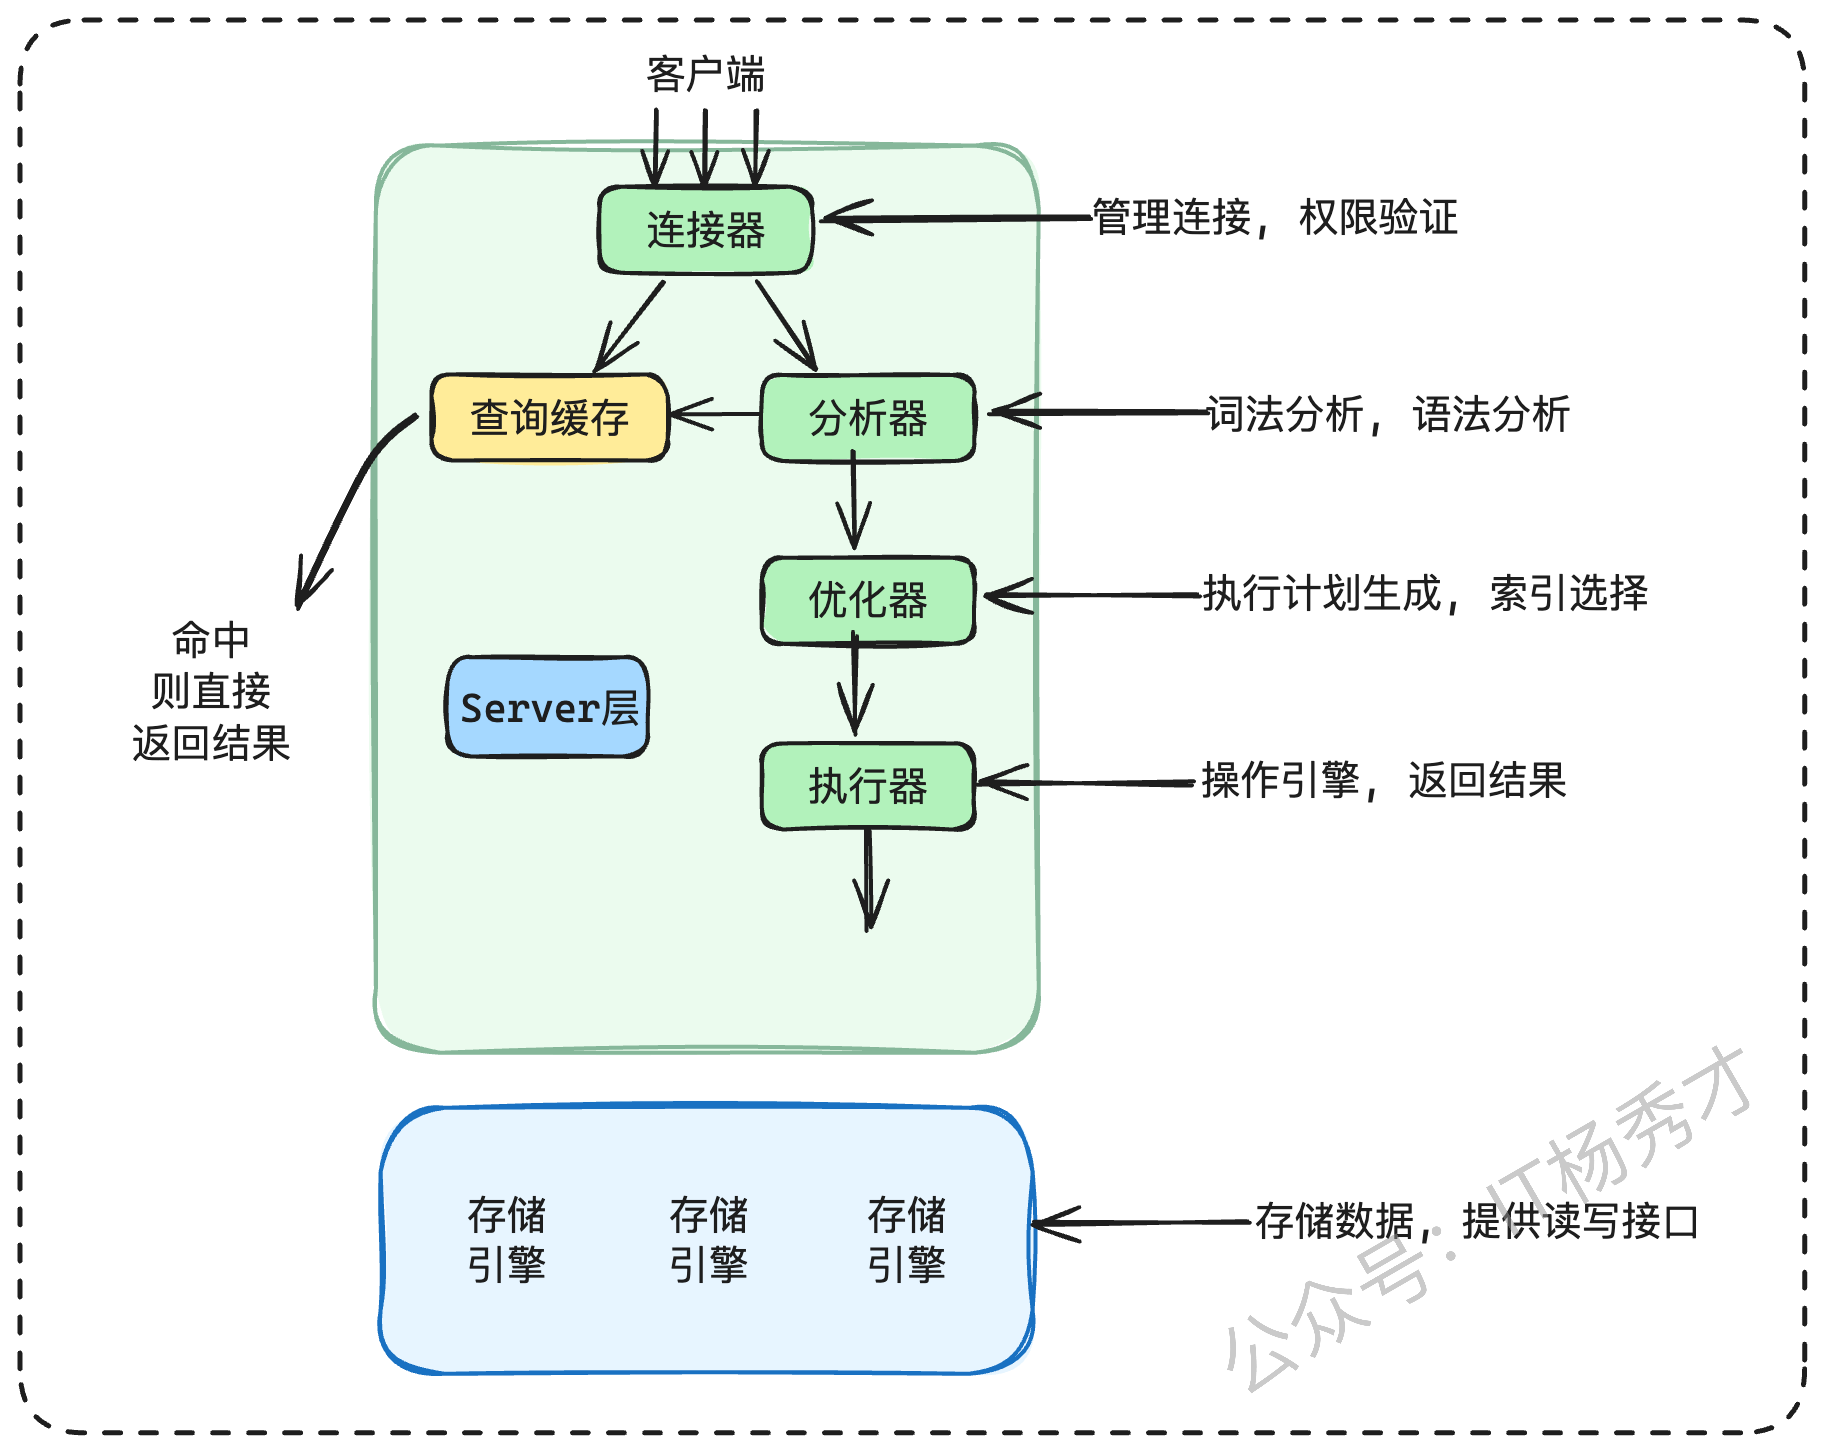 客户端
连接器
管理连接，权限验证
查询缓存
分析器
词法分析，语法分析
优化器
执行计划生成，索引选择
命中
则直接
返回结果
Server层
执行器
操作引擎，返回结果
存储
引擎
存储
引擎
存储
引擎
存储数据，提供读写接口
公众号：IT杨秀才